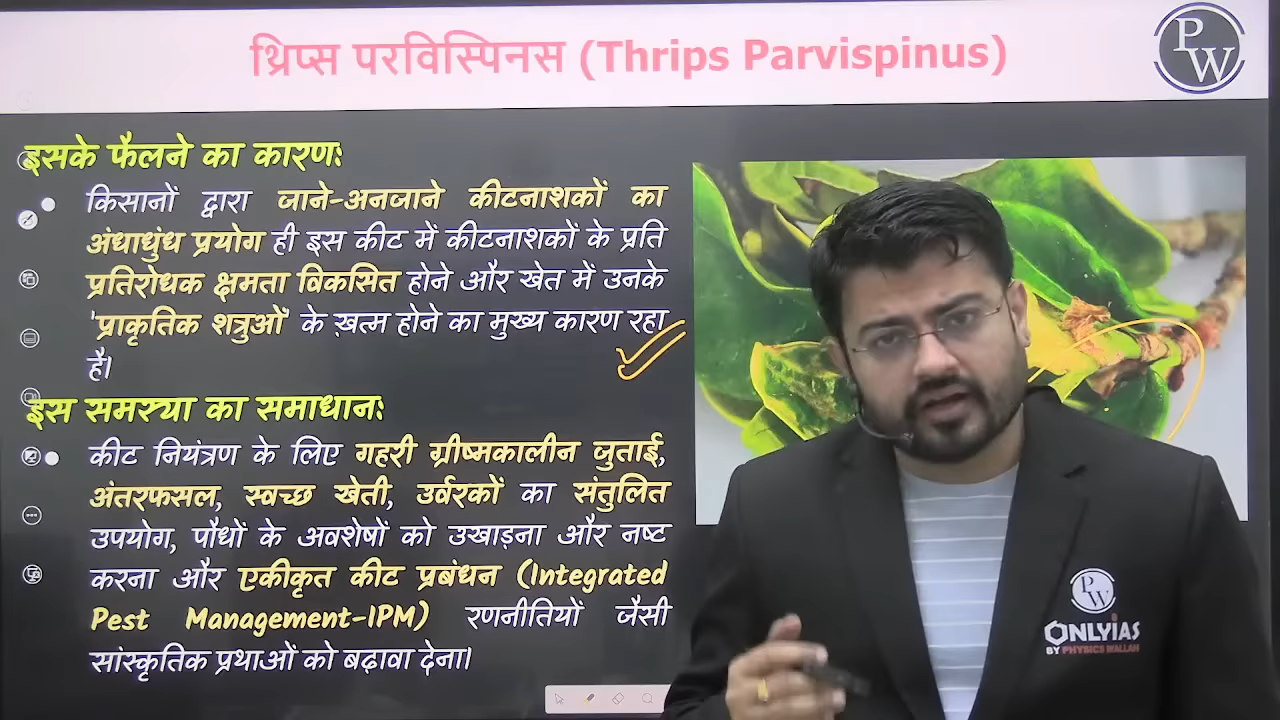 थ्रिप्स परविस्पिनस (Thrips Parvispinus)
PW
इसके फैलने का कारण:
किसानों द्वारा जाने-अनजाने कीटनाशकों का
अंधाधुंध प्रयोग ही इस कीट में कीटनाशकों के प्रति
प्रतिरोधक क्षमता विकसित होने और खेत में उनके
'प्राकृतिक शत्रुओं' के ख़त्म होने का मुख्य कारण रहा
है।
इस समस्या का समाधान:
कीट नियंत्रण के लिए गहरी ग्रीष्मकालीन जुताई,
अंतरफसल, स्वच्छ खेती, उर्वरकों का संतुलित
उपयोग, पौधों के अवशेषों को उखाड़ना और नष्ट
करना और एकीकृत कीट प्रबंधन (Integrated
Pest Management-IPM) रणनीतियों जैसी
सांस्कृतिक प्रथाओं को बढ़ावा देना।
PW
ONLYIAS
BY PHYSICS WALLAH